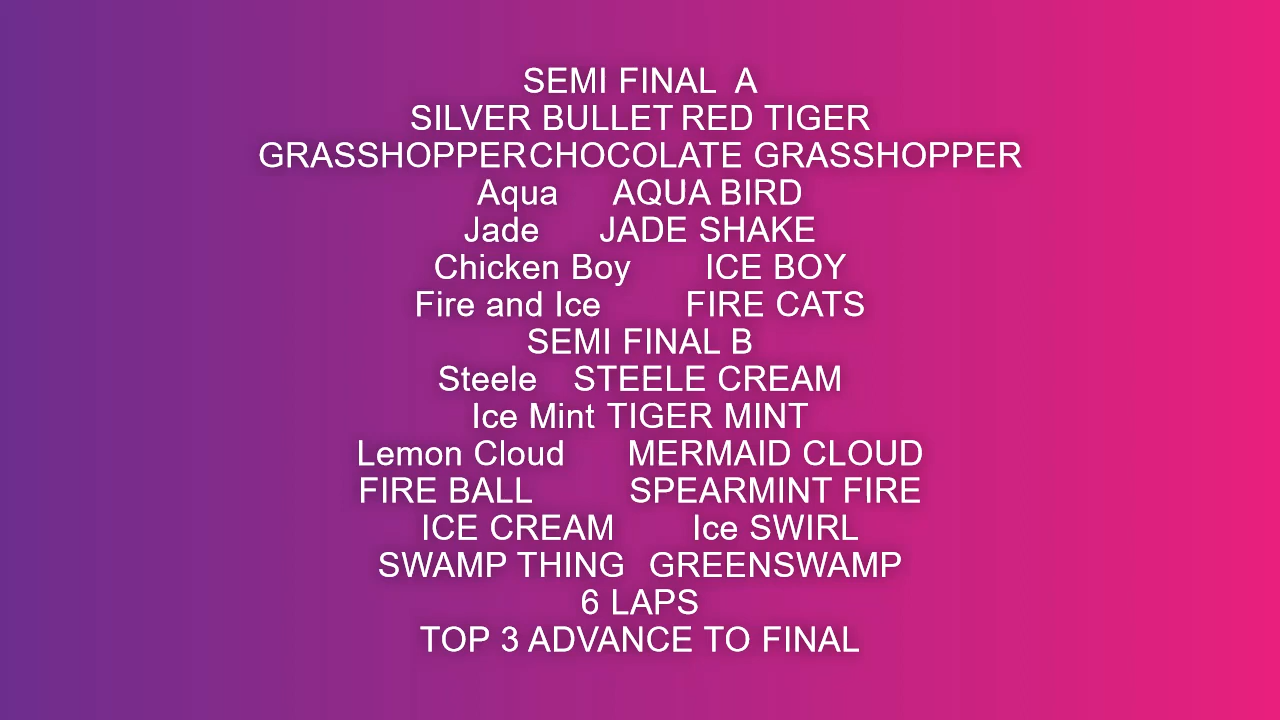 SEMI FINAL  A
SILVER BULLET RED TIGER
GRASSHOPPERCHOCOLATE GRASSHOPPER
Aqua      AQUA BIRD
Jade      JADE SHAKE
Chicken Boy        ICE BOY
Fire and Ice         FIRE CATS
SEMI FINAL B
Steele    STEELE CREAM
Ice Mint TIGER MINT
Lemon Cloud       MERMAID CLOUD
FIRE BALL          SPEARMINT FIRE
ICE CREAM        Ice SWIRL
SWAMP THING   GREENSWAMP
6 LAPS
TOP 3 ADVANCE TO FINAL